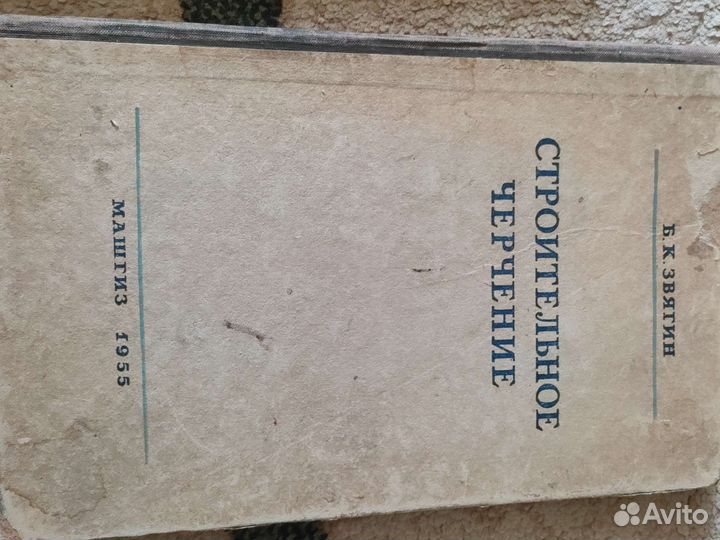 Б. К. ЗВЯГИН
СТРОИТЕЛЬНОЕ
ЧЕРЧЕНИЕ
МАШГИЗ 1955
Avito